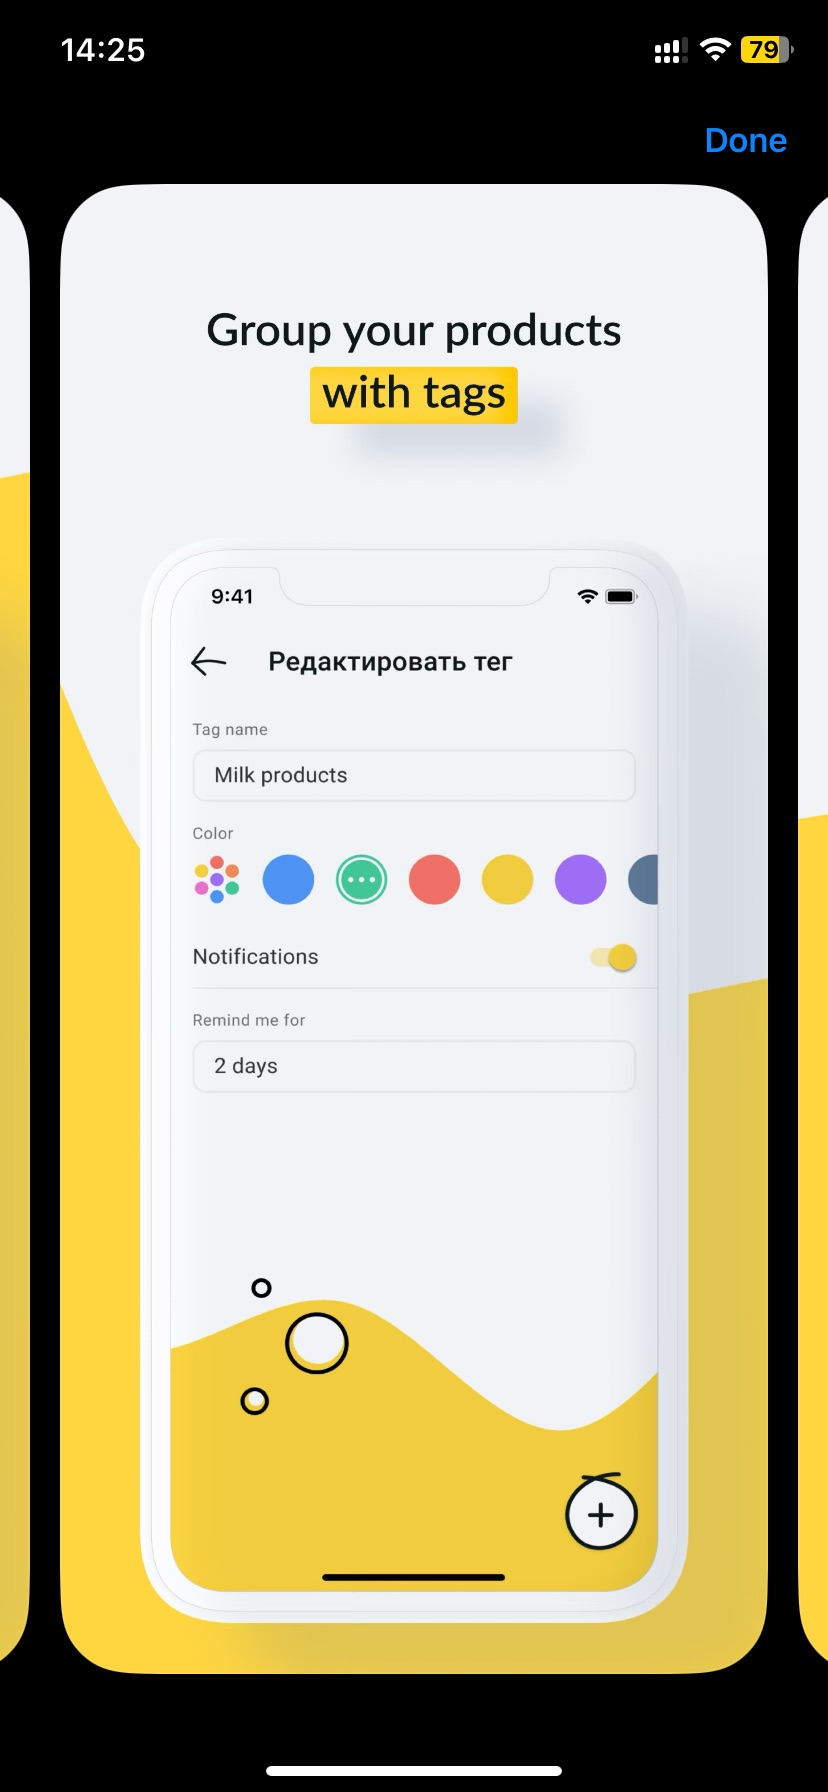 14:25
79
Done
Group your products
with tags
9:41
Редактировать тег
Tag name
Milk products
Color
Notifications
Remind me for
2 days